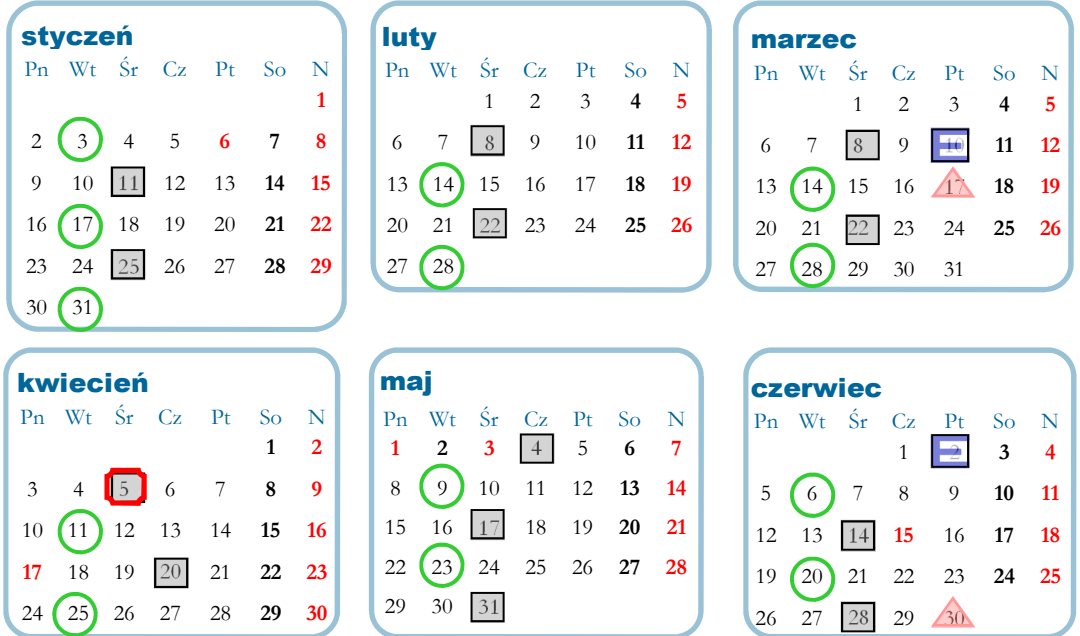 styczeń
Pn Wt Śr Cz Pt So N
1
2 3 4 5 6 7 8
9 10 11 12 13 14 15
16 17 18 19 20 21 22
23 24 25 26 27 28 29
30 31
luty
Pn Wt Śr Cz Pt So N
1 2 3 4 5
6 7 8 9 10 11 12
13 14 15 16 17 18 19
20 21 22 23 24 25 26
27 28
marzec
Pn Wt Śr Cz Pt So N
1 2 3 4 5
6 7 8 9 10 11 12
13 14 15 16 17 18 19
20 21 22 23 24 25 26
27 28 29 30 31
kwiecień
Pn Wt Śr Cz Pt So N
1 2
3 4 5 6 7 8 9
10 11 12 13 14 15 16
17 18 19 20 21 22 23
24 25 26 27 28 29 30
maj
Pn Wt Śr Cz Pt So N
1 2 3 4 5 6 7
8 9 10 11 12 13 14
15 16 17 18 19 20 21
22 23 24 25 26 27 28
29 30 31
czerwiec
Pn Wt Śr Cz Pt So N
1 2 3 4
5 6 7 8 9 10 11
12 13 14 15 16 17 18
19 20 21 22 23 24 25
26 27 28 29 30